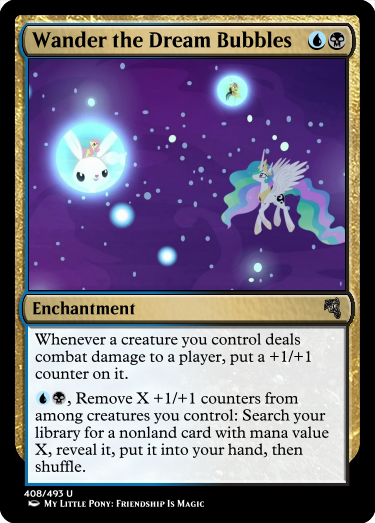 Wander the Dream Bubbles
Enchantment
Whenever a creature you control deals
combat damage to a player, put a +1/+1
counter on it.
, Remove X +1/+1 counters from
among creatures you control: Search your
library for a nonland card with mana value
X, reveal it, put it into your hand, then
shuffle.
408/493 U
My Little Pony: Friendship Is Magic